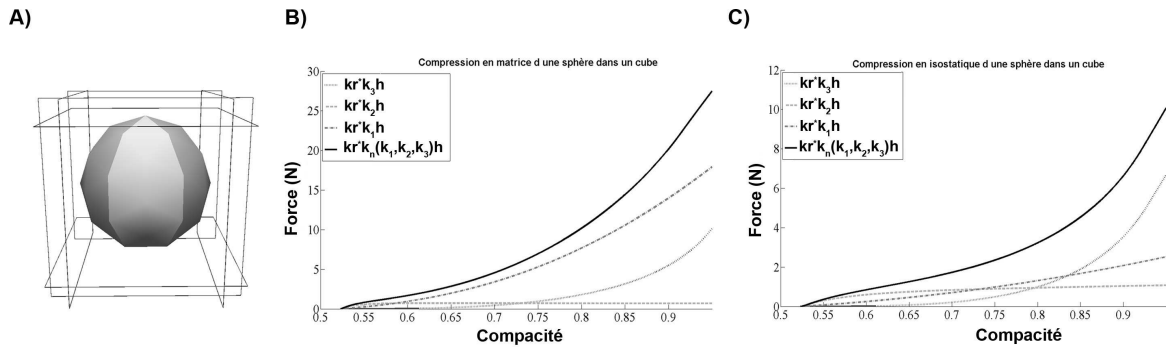 A)
B)
Compression en matrice d une sphère dans un cube
kr*k3h
kr*k2h
kr*k1h
kr*kn(k1,k2,k3)h
Force (N)
30
25
20
15
10
5
0
0.5 0.55 0.6 0.65 0.7 0.75 0.8 0.85 0.9
Compacité
C)
Compression en isostatique d une sphère dans un cube
kr*k3h
kr*k2h
kr*k1h
kr*kn(k1,k2,k3)h
Force (N)
12
10
8
6
4
2
0
0.5 0.55 0.6 0.65 0.7 0.75 0.8 0.85 0.9
Compacité